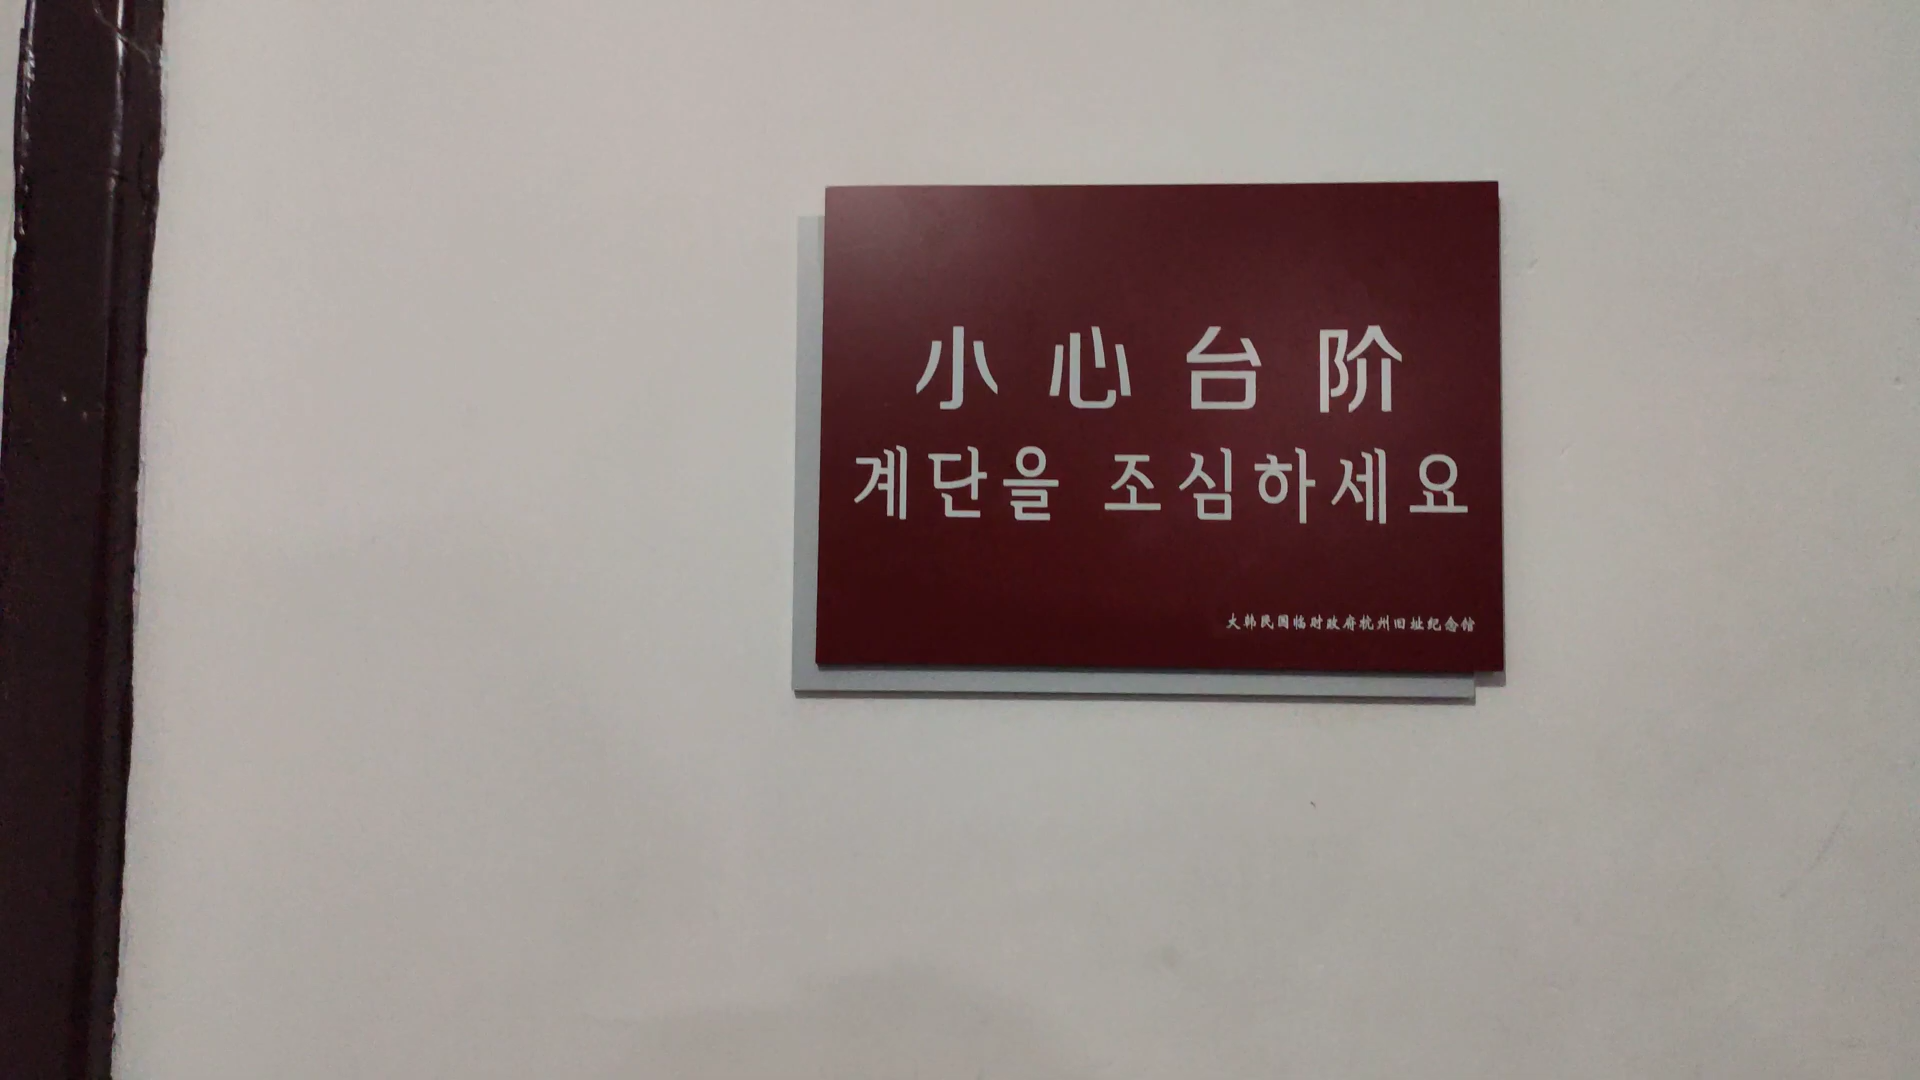 小心台阶
계단을 조심하세요
大韩民国临时政府杭州旧址纪念馆